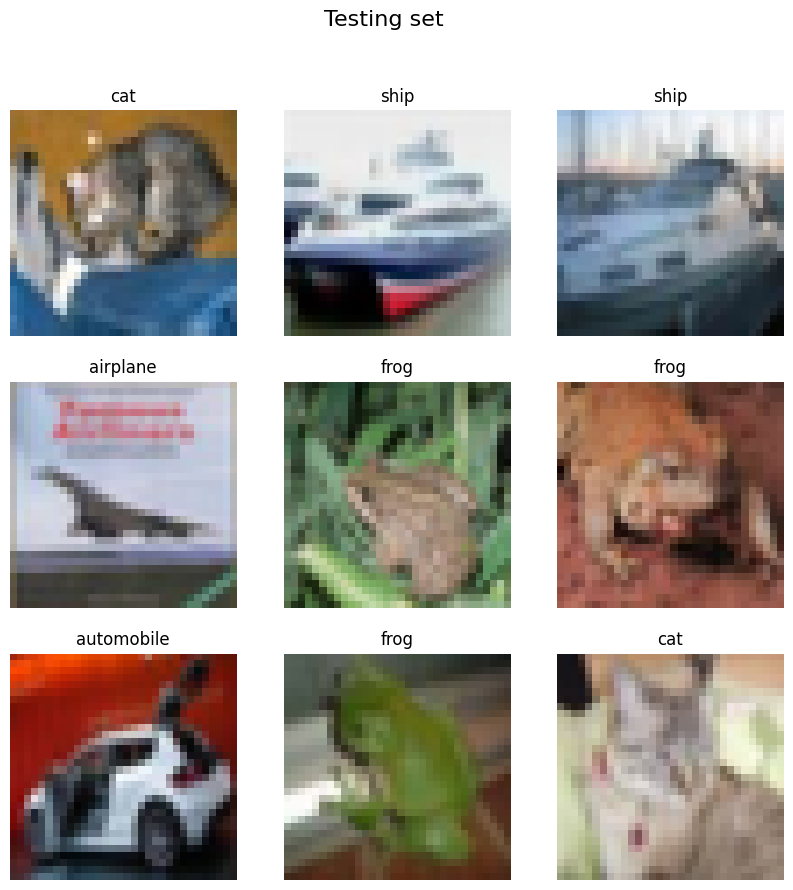 Testing set
cat
ship
ship
airplane
frog
frog
automobile
frog
cat